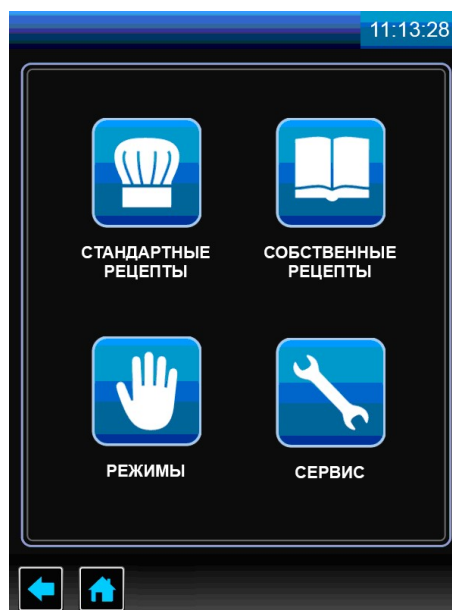 11:13:28
СТАНДАРТНЫЕ
РЕЦЕПТЫ
СОБСТВЕННЫЕ
РЕЦЕПТЫ
РЕЖИМЫ
СЕРВИС